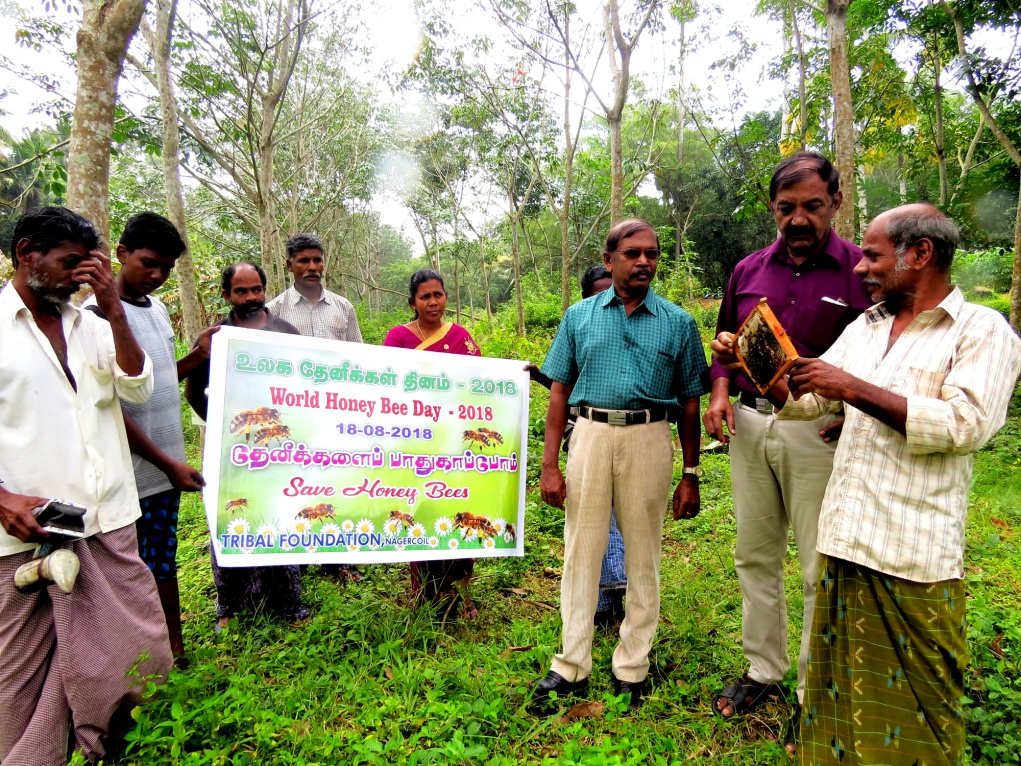 உலக தேனீக்கள் தினம் - 2018
World Honey Bee Day - 2018
18-08-2018
தேனீக்களைப் பாதுகாப்போம்
Save Honey Bees
TRIBAL FOUNDATION, NAGERCOIL